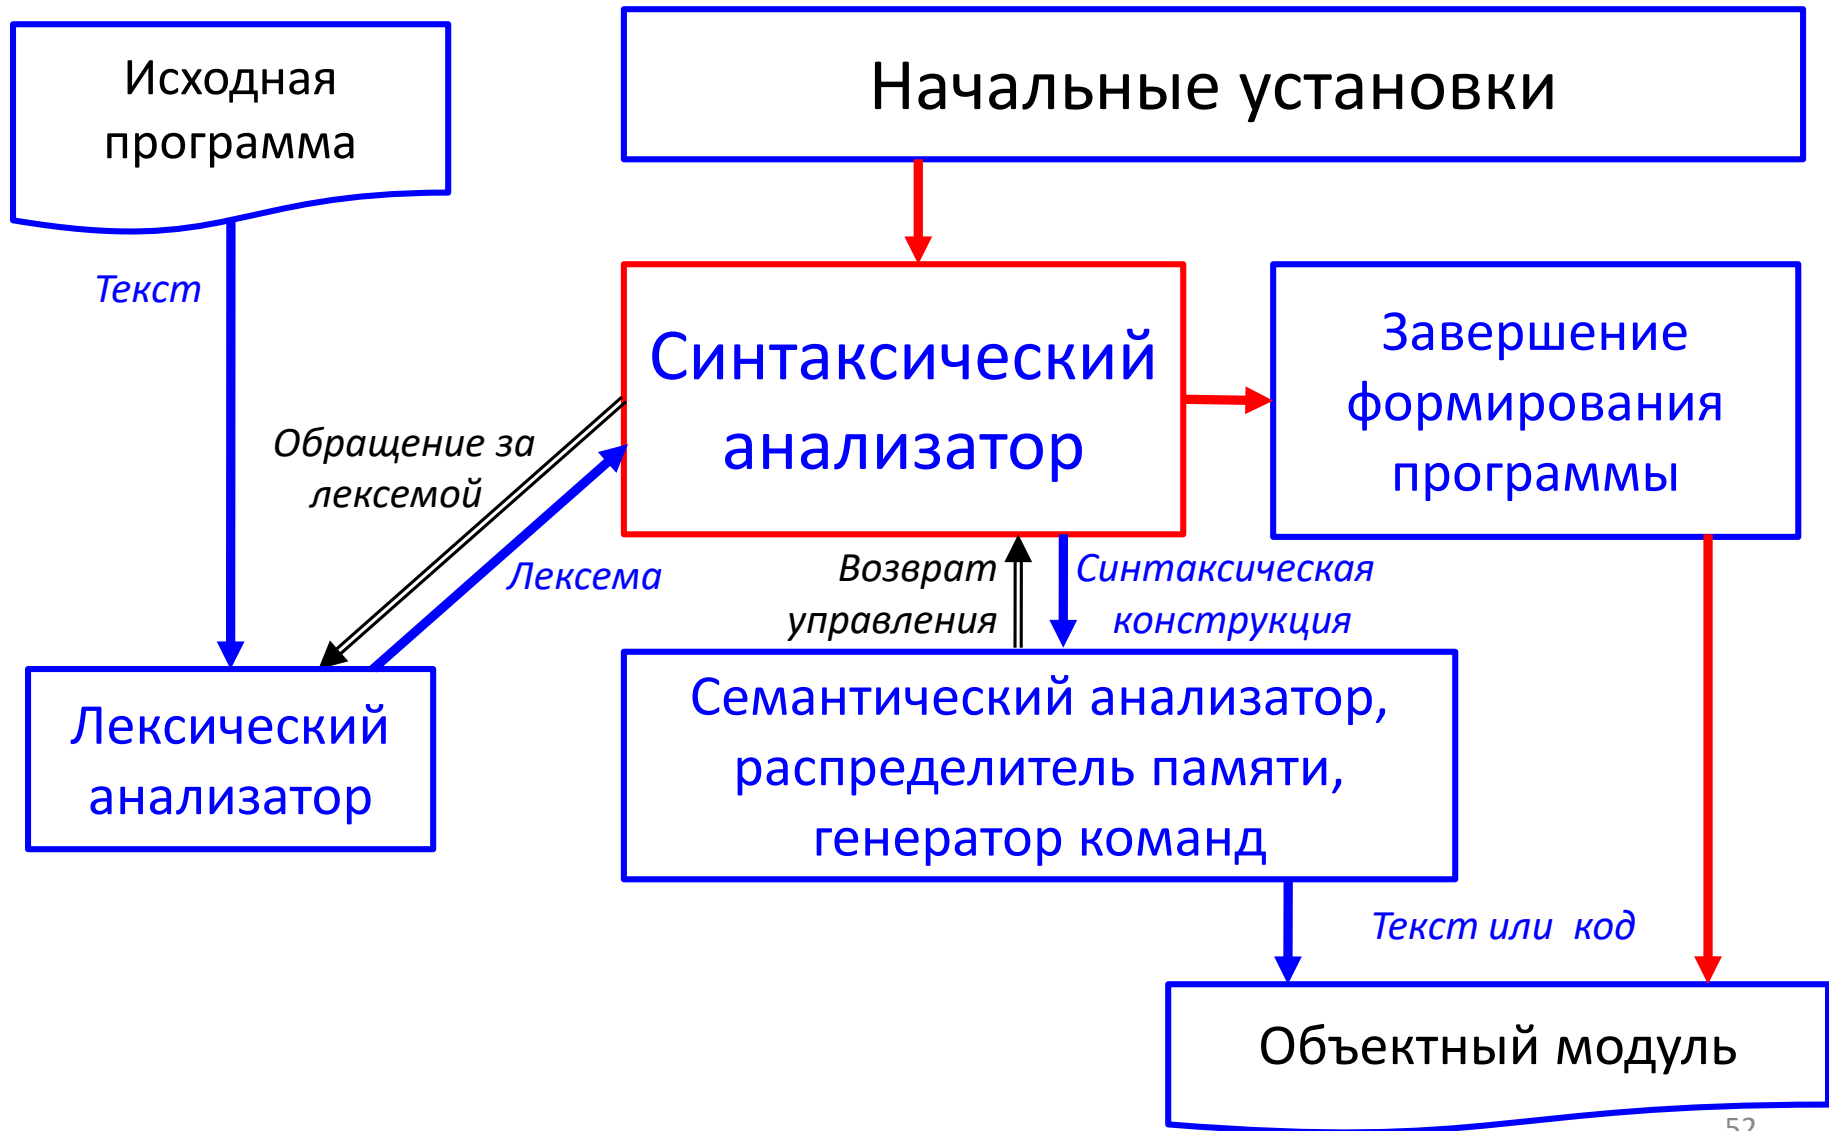 Исходная
программа
Начальные установки
Текст
Синтаксический
анализатор
Завершение
формирования
программы
Обращение за
лексемой
Лексема
Возврат
управления
Синтаксическая
конструкция
Лексический
анализатор
Семантический анализатор,
распределитель памяти,
генератор команд
Текст или код
Объектный модуль
52